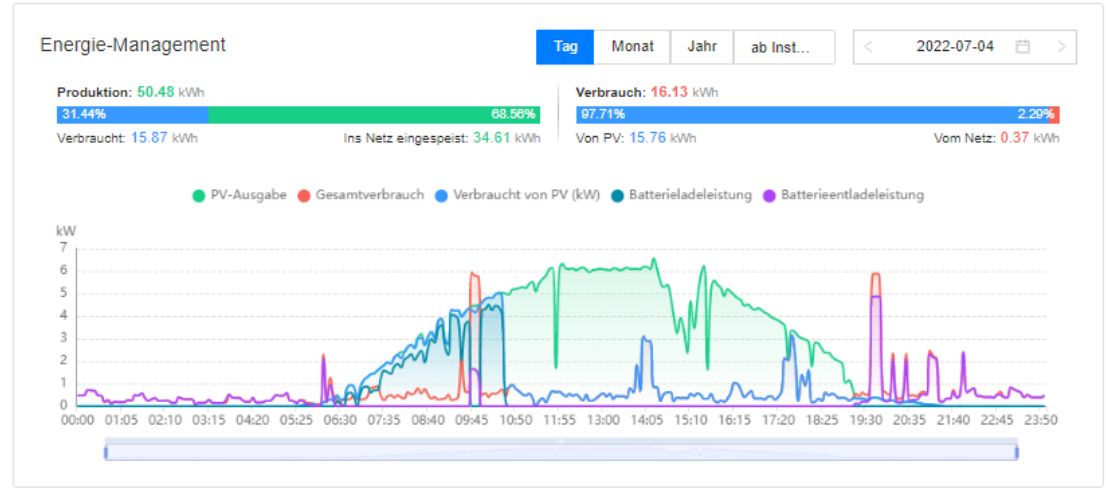 Energie-Management
Tag Monat Jahr ab Inst... < 2022-07-04 >
Produktion: 50.48 kWh
31.44% 68.56%
Verbraucht: 15.87 kWh Ins Netz eingespeist: 34.61 kWh
Verbrauch: 16.13 kWh
97.71% 2.29%
Von PV: 15.76 kWh Vom Netz: 0.37 kWh
PV-Ausgabe Gesamtverbrauch Verbraucht von PV (kW) Batterieladeleistung Batterieentladeleistung
kW
7
6
5
4
3
2
1
0
00:00 01:05 02:10 03:15 04:20 05:25 06:30 07:35 08:40 09:45 10:50 11:55 13:00 14:05 15:10 16:15 17:20 18:25 19:30 20:35 21:40 22:45 23:50